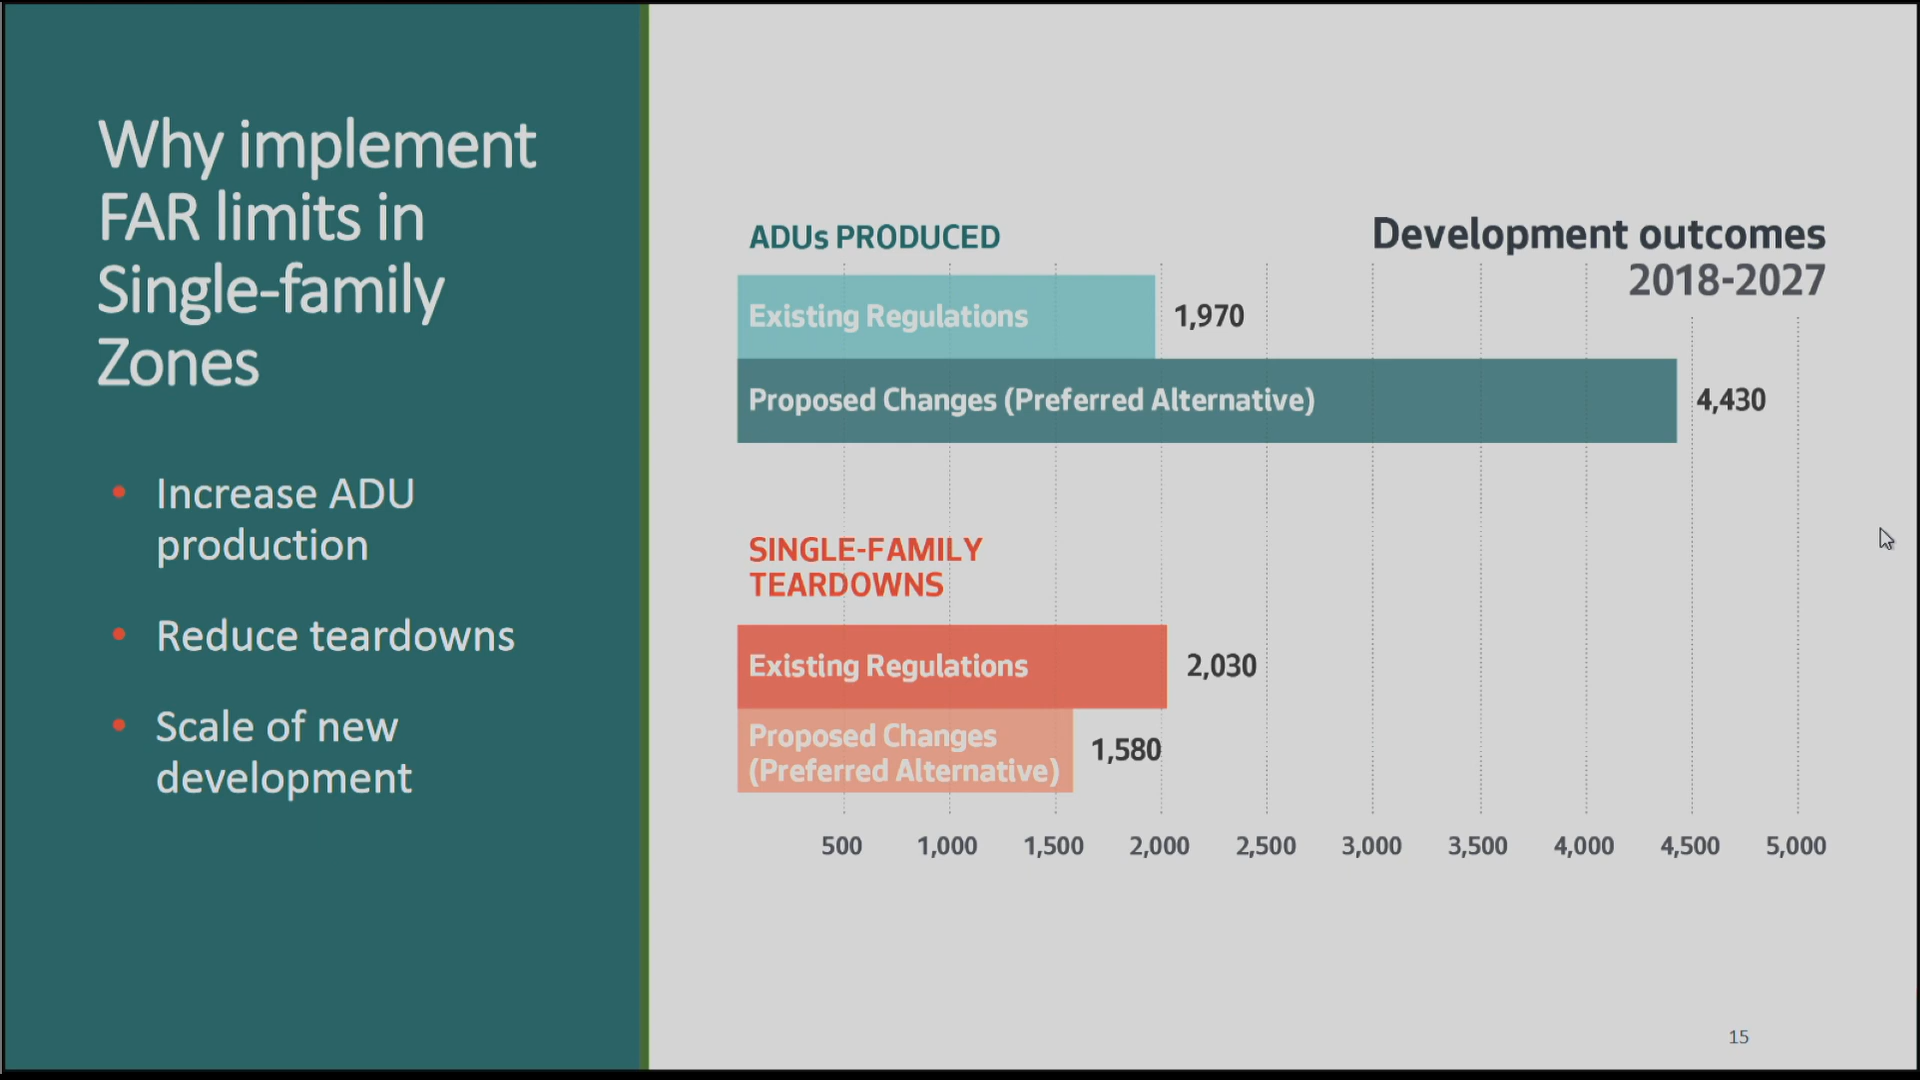 Why implement
FAR limits in
Single-family
Zones
• Increase ADU
production
• Reduce teardowns
• Scale of new
development
Development outcomes
2018-2027
ADUs PRODUCED
Existing Regulations 1,970
Proposed Changes (Preferred Alternative) 4,430
SINGLE-FAMILY
TEARDOWNS
Existing Regulations 2,030
Proposed Changes
(Preferred Alternative) 1,580
500 1,000 1,500 2,000 2,500 3,000 3,500 4,000 4,500 5,000
15